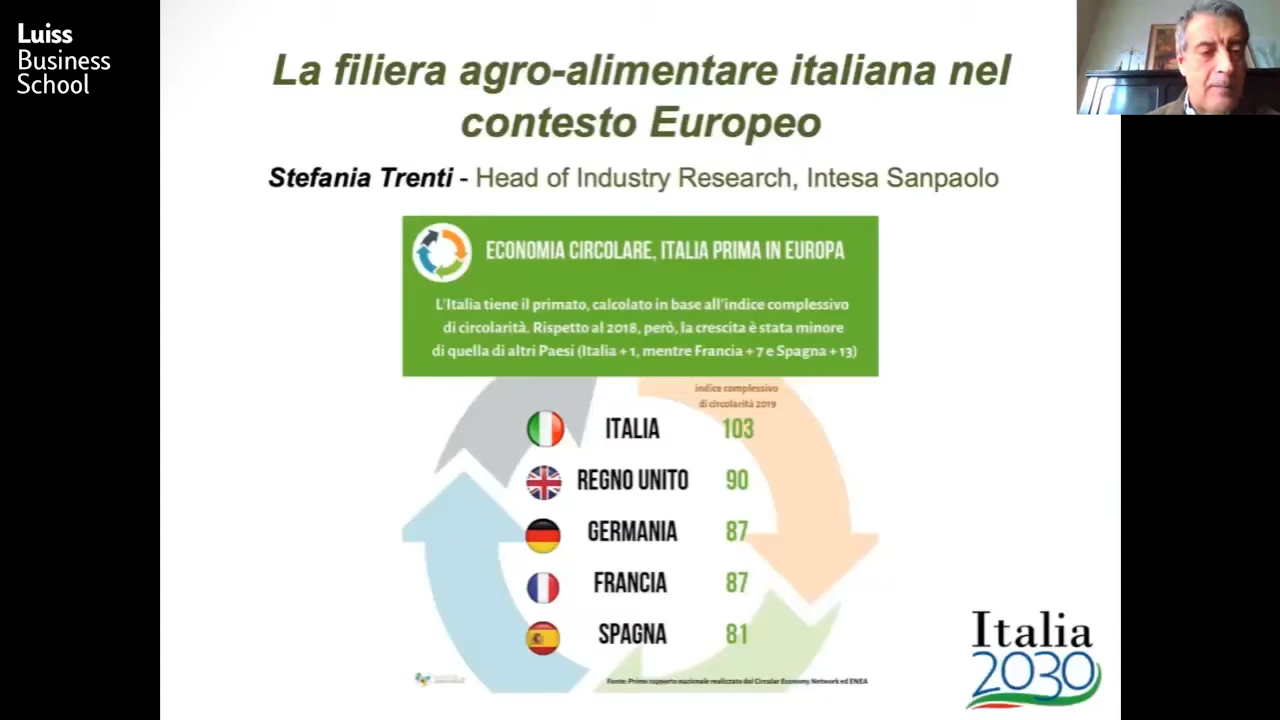 Luiss
Business
School
La filiera agro-alimentare italiana nel
contesto Europeo
Stefania Trenti - Head of Industry Research, Intesa Sanpaolo
ECONOMIA CIRCOLARE, ITALIA PRIMA IN EUROPA
L'Italia tiene il primato, calcolato in base all'indice complessivo
di circolarità. Rispetto al 2018, però, la crescita è stata minore
di quella di altri Paesi (Italia + 1, mentre Francia + 7 e Spagna + 13)
indice complessivo
di circolarità 2019
ITALIA 103
REGNO UNITO 90
GERMANIA 87
FRANCIA 87
SPAGNA 81
Fonte: Primo rapporto nazionale realizzato dal Circular Economy Network ed ENEA
Italia
2030